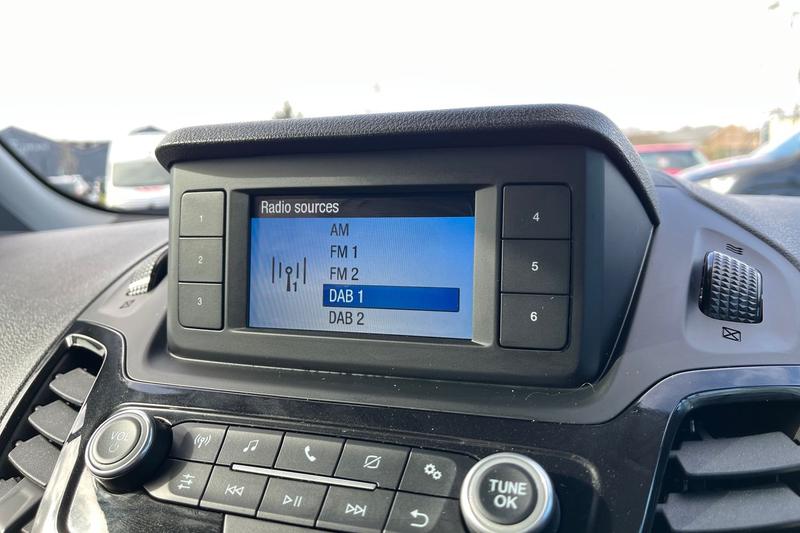 Radio sources
AM
FM 1
FM 2
DAB 1
DAB 2
1
1
2
3
4
5
6
VOL
TUNE
OK